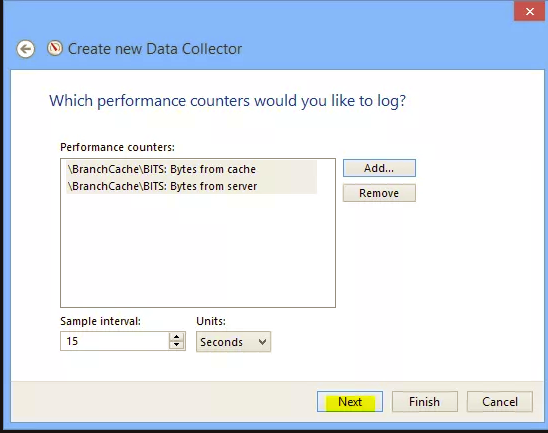 Create new Data Collector
Which performance counters would you like to log?
Performance counters:
\BranchCache\BITS: Bytes from cache
\BranchCache\BITS: Bytes from server
Add...
Remove
Sample interval:
Units:
15
Seconds
Next
Finish
Cancel